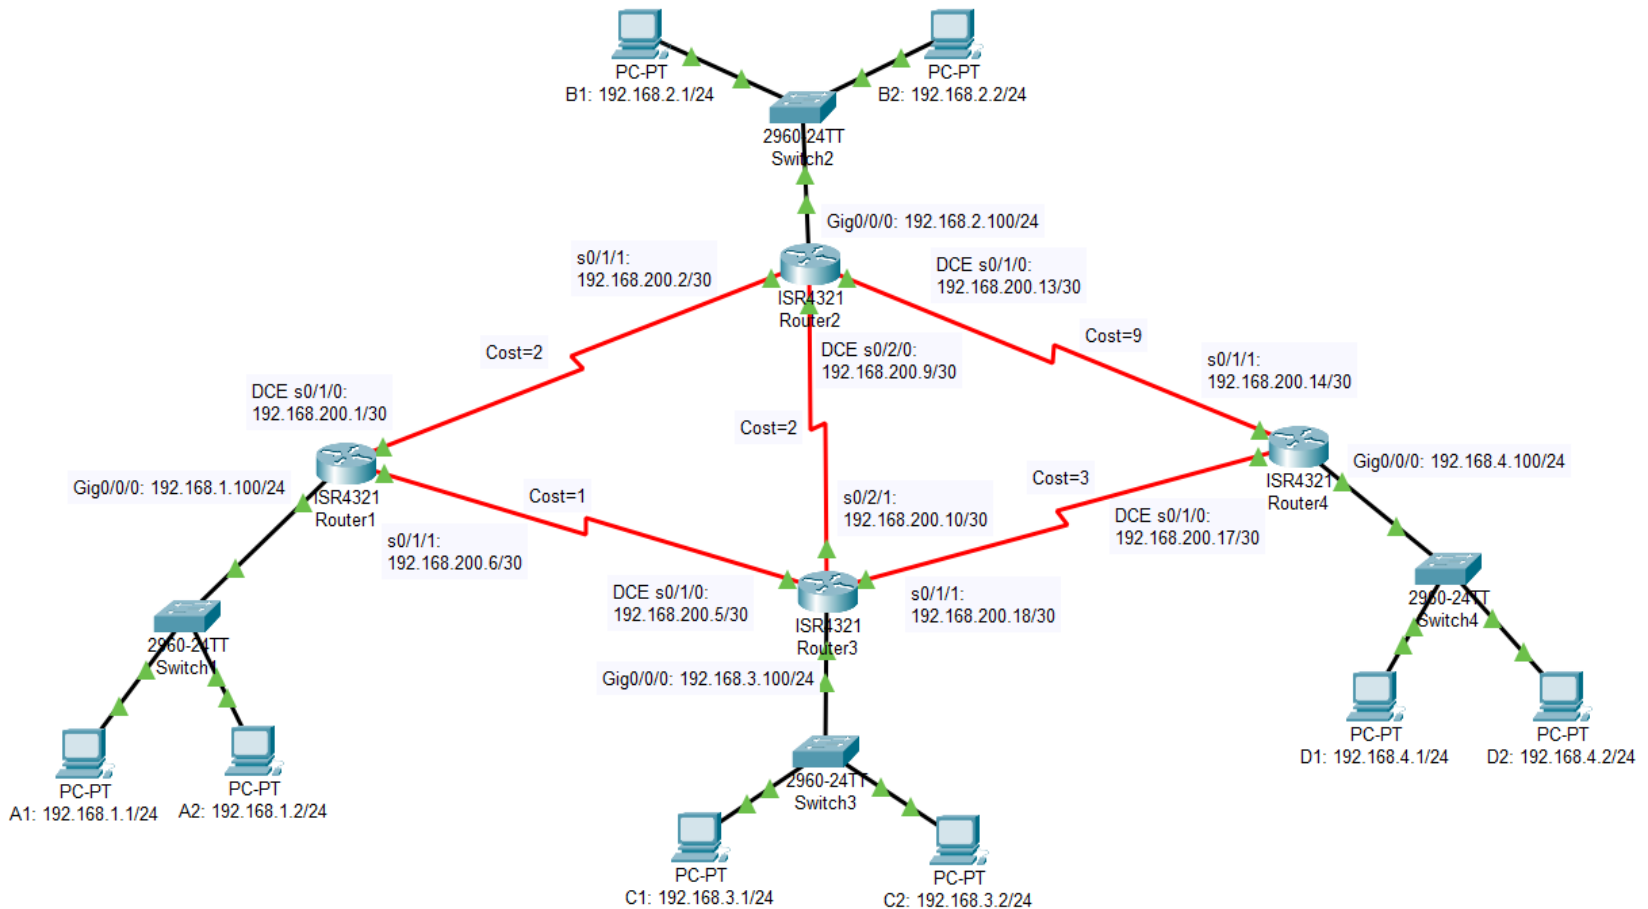 PC-PT
B1: 192.168.2.1/24
PC-PT
B2: 192.168.2.2/24
2960-24TT
Switch2
Gig0/0/0: 192.168.2.100/24
s0/1/1:
192.168.200.2/30
DCE s0/1/0:
192.168.200.13/30
ISR4321
Router2
Cost=2
DCE s0/2/0:
192.168.200.9/30
Cost=9
s0/1/1:
192.168.200.14/30
DCE s0/1/0:
192.168.200.1/30
Cost=2
Gig0/0/0: 192.168.1.100/24
ISR4321
Router1
Cost=1
s0/1/1:
192.168.200.6/30
s0/2/1:
192.168.200.10/30
Cost=3
DCE s0/1/0:
192.168.200.17/30
Gig0/0/0: 192.168.4.100/24
ISR4321
Router4
DCE s0/1/0:
192.168.200.5/30
s0/1/1:
192.168.200.18/30
ISR4321
Router3
Gig0/0/0: 192.168.3.100/24
2960-24TT
Switch1
2960-24TT
Switch4
PC-PT
A1: 192.168.1.1/24
PC-PT
A2: 192.168.1.2/24
2960-24TT
Switch3
PC-PT
C1: 192.168.3.1/24
PC-PT
C2: 192.168.3.2/24
PC-PT
D1: 192.168.4.1/24
PC-PT
D2: 192.168.4.2/24